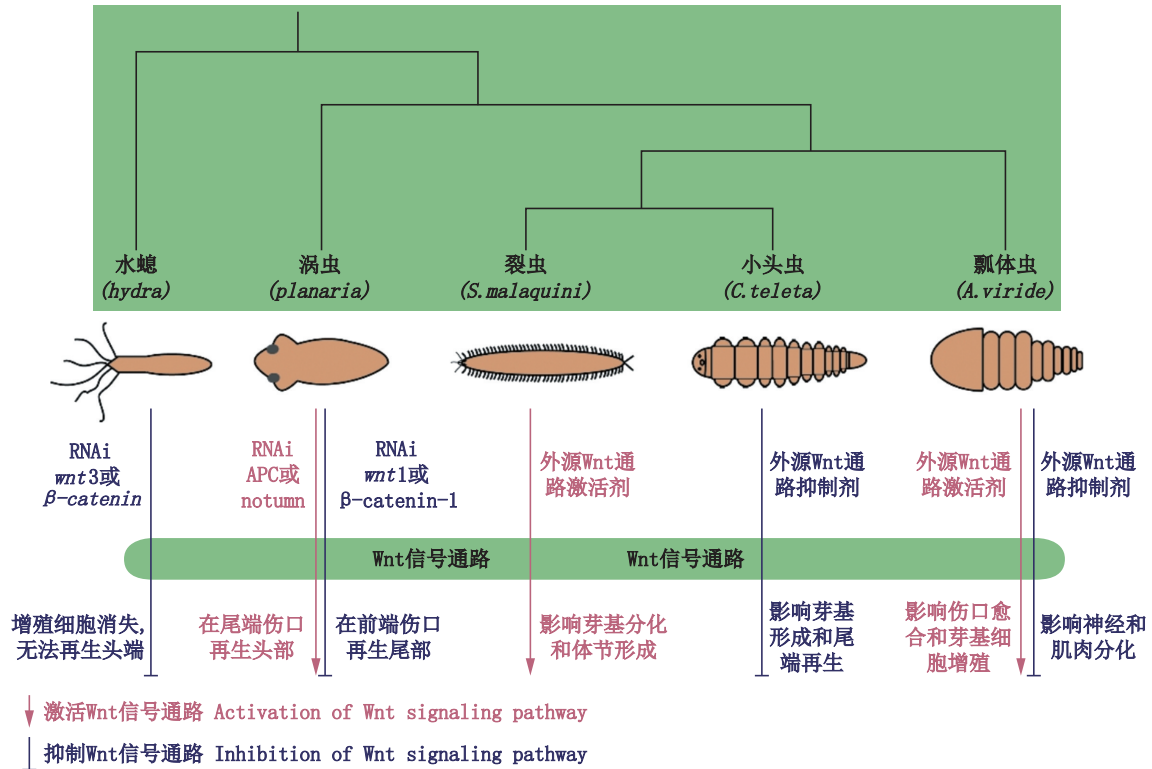 水螅
(hydra)
涡虫
(planaria)
裂虫
(S.malaquini)
小头虫
(C.teleta)
瓢体虫
(A.viride)
RNAi
wnt3或
β-catenin
RNAi
APC或
notumn
RNAi
wnt1或
β-catenin-1
外源Wnt通
路激活剂
外源Wnt通
路抑制剂
外源Wnt通
路激活剂
外源Wnt通
路抑制剂
Wnt信号通路
Wnt信号通路
增殖细胞消失,
无法再生头端
在尾端伤口
再生头部
在前端伤口
再生尾部
影响芽基分化
和体节形成
影响芽基
形成和尾
端再生
影响伤口愈
合和芽基细
胞增殖
影响神经和
肌肉分化
激活Wnt信号通路 Activation of Wnt signaling pathway
抑制Wnt信号通路 Inhibition of Wnt signaling pathway